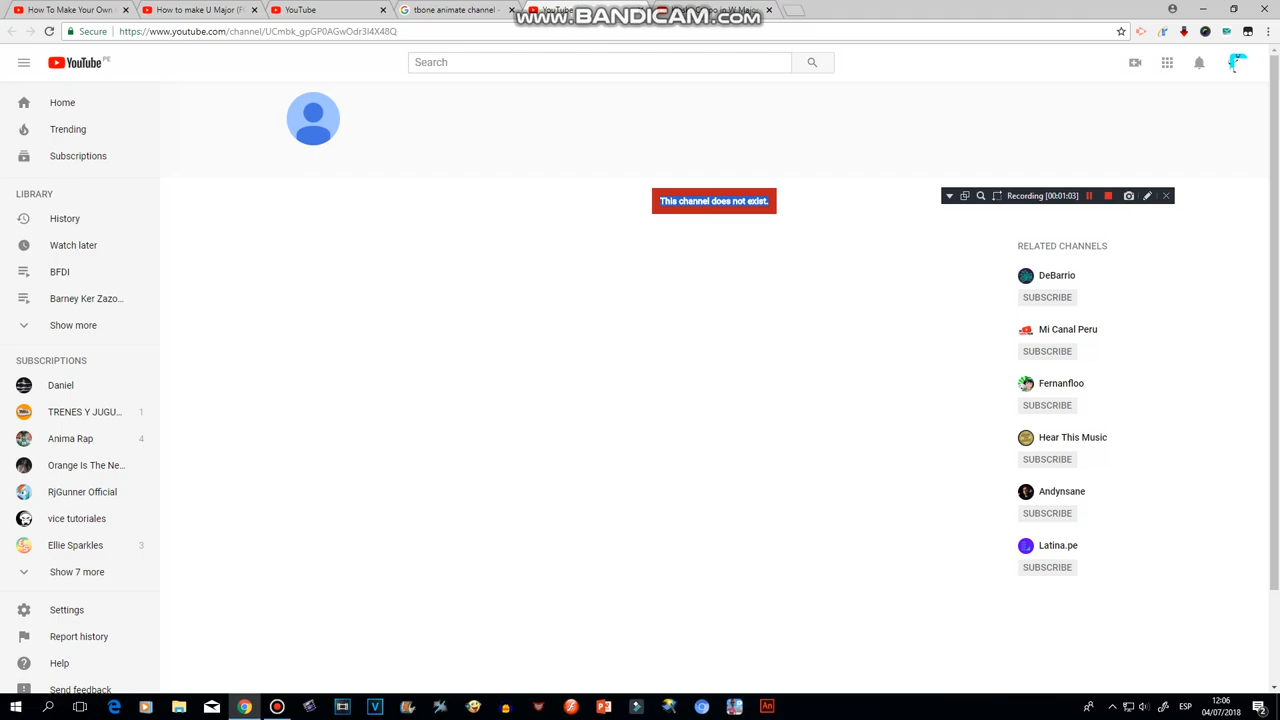 How To Make Your Own
How to make U Major (F
YouTube
tbone animate channel -
www.BANDICAM.com
Secure
https://www.youtube.com/channel/UCmbk_gpGP0AGwOdr3I4X48Q
YouTube PE
Search
Home
Trending
Subscriptions
LIBRARY
History
Watch later
BFDI
Barney Ker Zazo...
Show more
SUBSCRIPTIONS
Daniel
TRENES Y JUGU... 1
Anima Rap 4
Orange Is The Ne...
RjGunner Official
vice tutoriales
Ellie Sparkles 3
Show 7 more
Settings
Report history
Help
Send feedback
This channel does not exist.
Recording [00:01:03]
RELATED CHANNELS
DeBarrio
SUBSCRIBE
Mi Canal Peru
SUBSCRIBE
Fernanfloo
SUBSCRIBE
Hear This Music
SUBSCRIBE
Andynsane
SUBSCRIBE
Latina.pe
SUBSCRIBE
ESP
12:06
04/07/2018